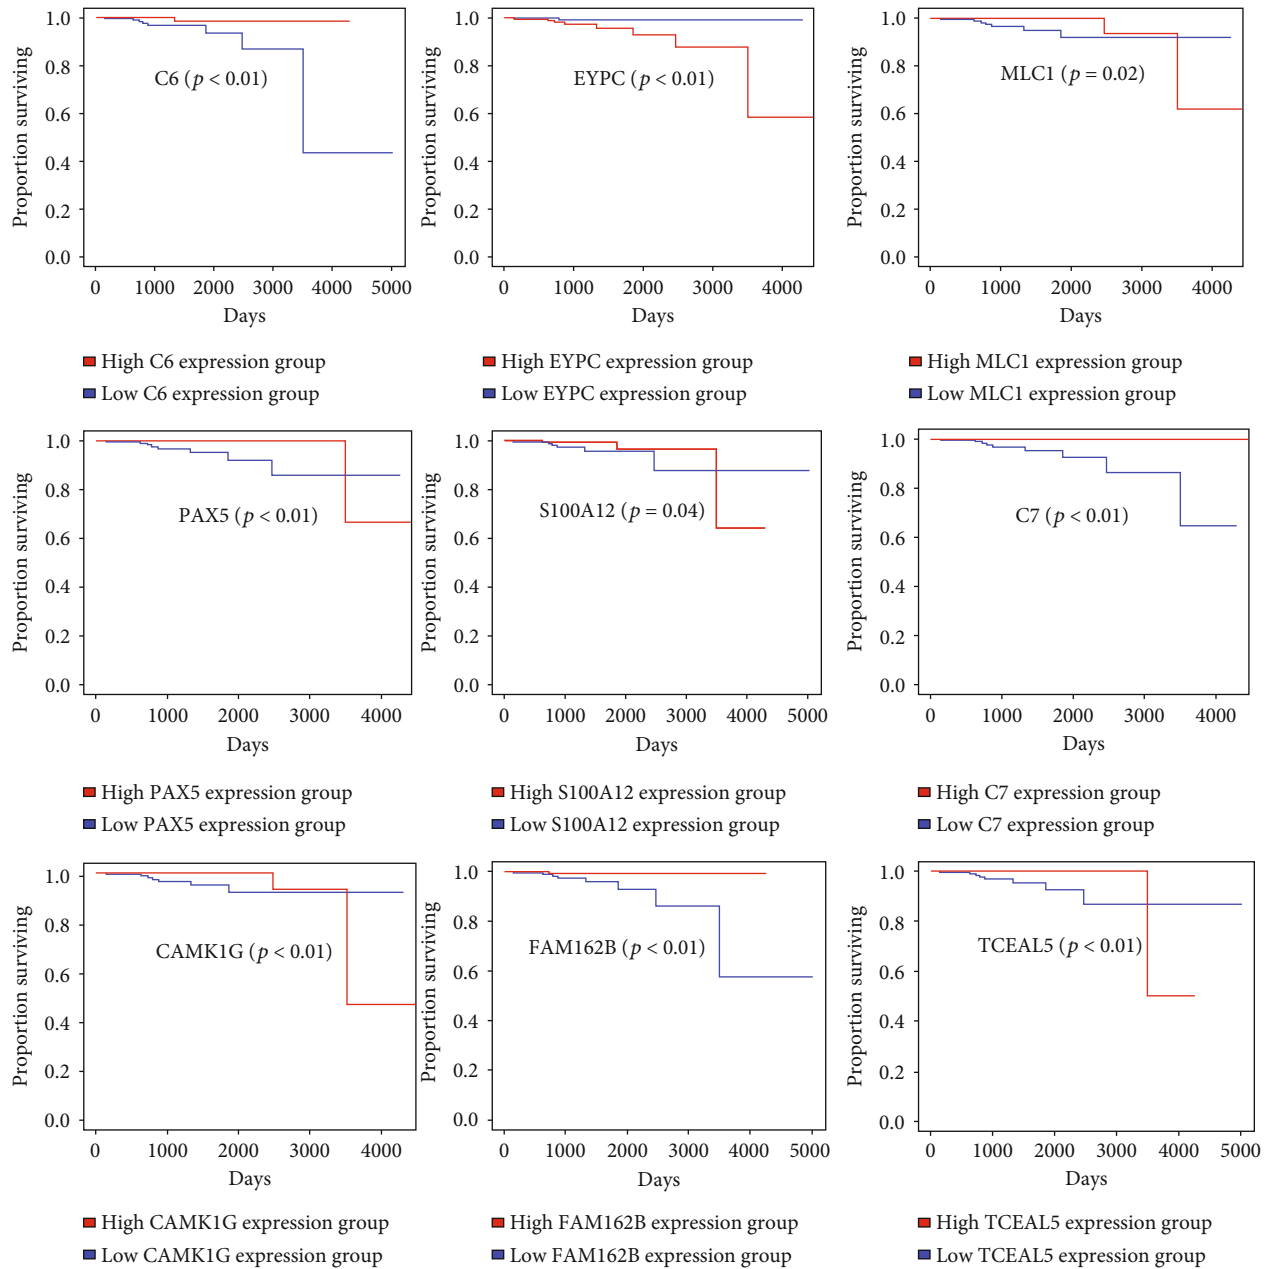 Proportion surviving
1.0
0.8
0.6
0.4
0.2
0.0
C6 (p < 0.01)
0 1000 2000 3000 4000 5000
Days
High C6 expression group
Low C6 expression group
Proportion surviving
1.0
0.8
0.6
0.4
0.2
0.0
EYPC (p < 0.01)
0 1000 2000 3000 4000
Days
High EYPC expression group
Low EYPC expression group
Proportion surviving
1.0
0.8
0.6
0.4
0.2
0.0
MLC1 (p = 0.02)
0 1000 2000 3000 4000
Days
High MLC1 expression group
Low MLC1 expression group
Proportion surviving
1.0
0.8
0.6
0.4
0.2
0.0
PAX5 (p < 0.01)
0 1000 2000 3000 4000
Days
High PAX5 expression group
Low PAX5 expression group
Proportion surviving
1.0
0.8
0.6
0.4
0.2
0.0
S100A12 (p = 0.04)
0 1000 2000 3000 4000 5000
Days
High S100A12 expression group
Low S100A12 expression group
Proportion surviving
1.0
0.8
0.6
0.4
0.2
0.0
C7 (p < 0.01)
0 1000 2000 3000 4000
Days
High C7 expression group
Low C7 expression group
Proportion surviving
1.0
0.8
0.6
0.4
0.2
0.0
CAMK1G (p < 0.01)
0 1000 2000 3000 4000
Days
High CAMK1G expression group
Low CAMK1G expression group
Proportion surviving
1.0
0.8
0.6
0.4
0.2
0.0
FAM162B (p < 0.01)
0 1000 2000 3000 4000 5000
Days
High FAM162B expression group
Low FAM162B expression group
Proportion surviving
1.0
0.8
0.6
0.4
0.2
0.0
TCEAL5 (p < 0.01)
0 1000 2000 3000 4000 5000
Days
High TCEAL5 expression group
Low TCEAL5 expression group